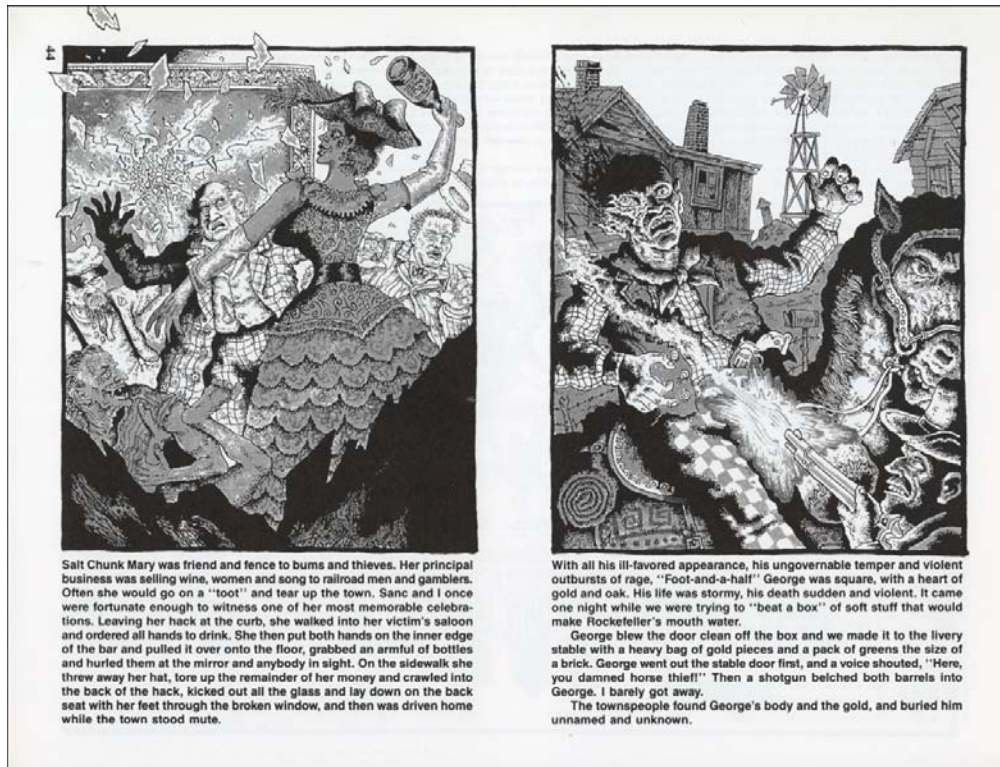 44
Salt Chunk Mary was friend and fence to bums and thieves. Her principal
business was selling wine, women and song to railroad men and gamblers.
Often she would go on a "toot" and tear up the town. Sanc and I once
were fortunate enough to witness one of her most memorable celebra-
tions. Leaving her hack at the curb, she walked into her victim's saloon
and ordered all hands to drink. She then put both hands on the inner edge
of the bar and pulled it over onto the floor, grabbed an armful of bottles
and hurled them at the mirror and anybody in sight. On the sidewalk she
threw away her hat, tore up the remainder of her money and crawled into
the back of the hack, kicked out all the glass and lay down on the back
seat with her feet through the broken window, and then was driven home
while the town stood mute.
With all his ill-favored appearance, his ungovernable temper and violent
outbursts of rage, "Foot-and-a-half" George was square, with a heart of
gold and oak. His life was stormy, his death sudden and violent. It came
one night while we were trying to "beat a box" of soft stuff that would
make Rockefeller's mouth water.
George blew the door clean off the box and we made it to the livery
stable with a heavy bag of gold pieces and a pack of greens the size of
a brick. George went out the stable door first, and a voice shouted, "Here,
you damned horse thief!" Then a shotgun belched both barrels into
George. I barely got away.
The townspeople found George's body and the gold, and buried him
unnamed and unknown.